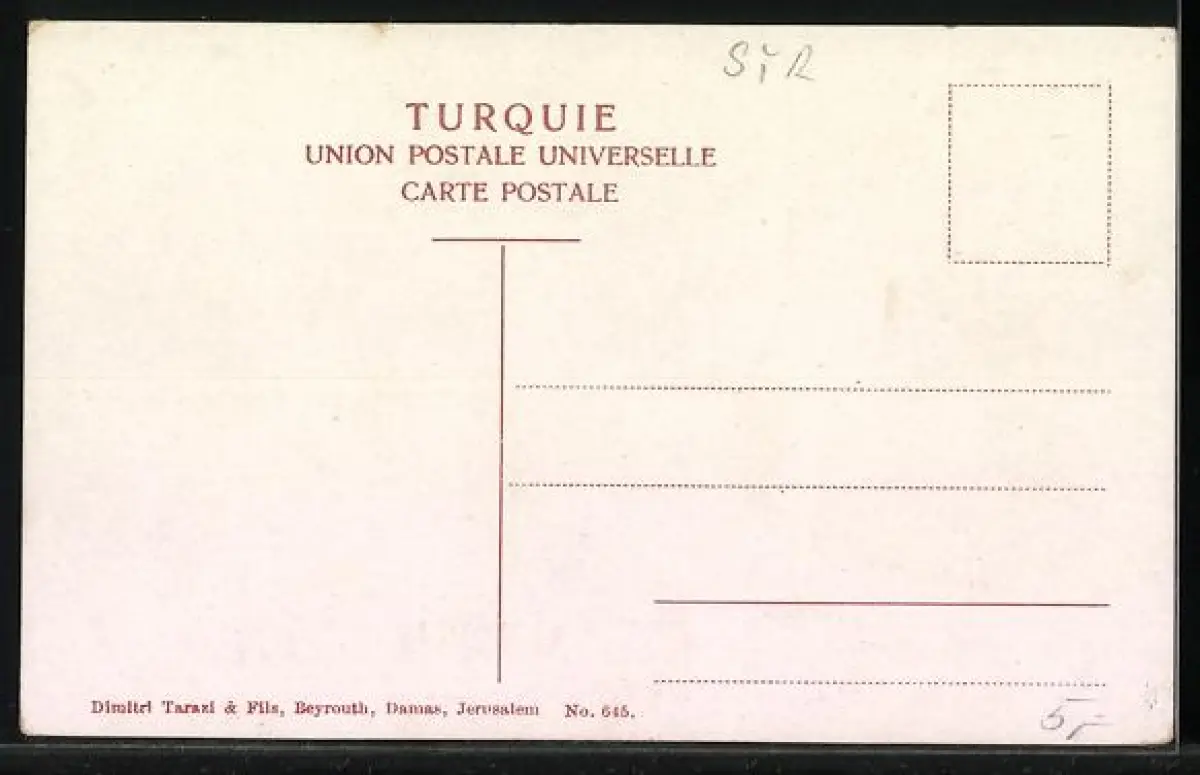 SYR
TURQUIE
UNION POSTALE UNIVERSELLE
CARTE POSTALE
Dimitri Tarazi & Fils, Beyrouth, Damas, Jerusalem No. 645.
5,-